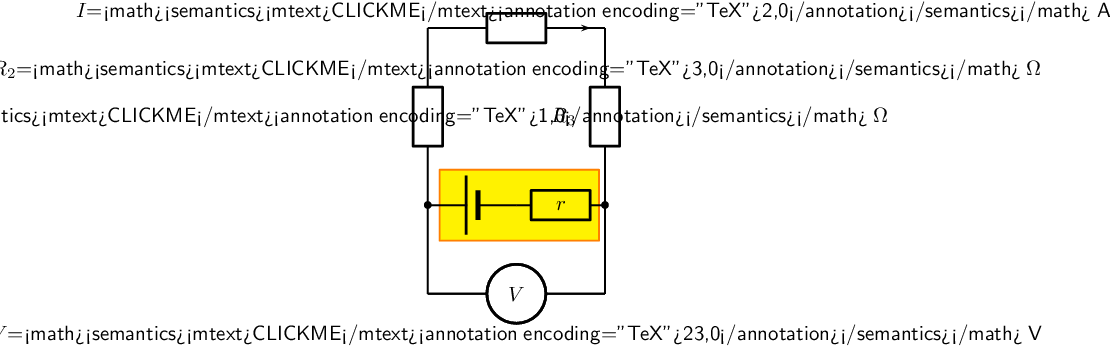 I=<math><semantics><mtext>CLICKME</mtext><annotation encoding="TeX">2,0</annotation></semantics></math> A
R₂=<math><semantics><mtext>CLICKME</mtext><annotation encoding="TeX">3,0</annotation></semantics></math> Ω
tics><mtext>CLICKME</mtext><annotation encoding="TeX">1,0</annotation></semantics></math> Ω
r
V
V=<math><semantics><mtext>CLICKME</mtext><annotation encoding="TeX">23,0</annotation></semantics></math> V